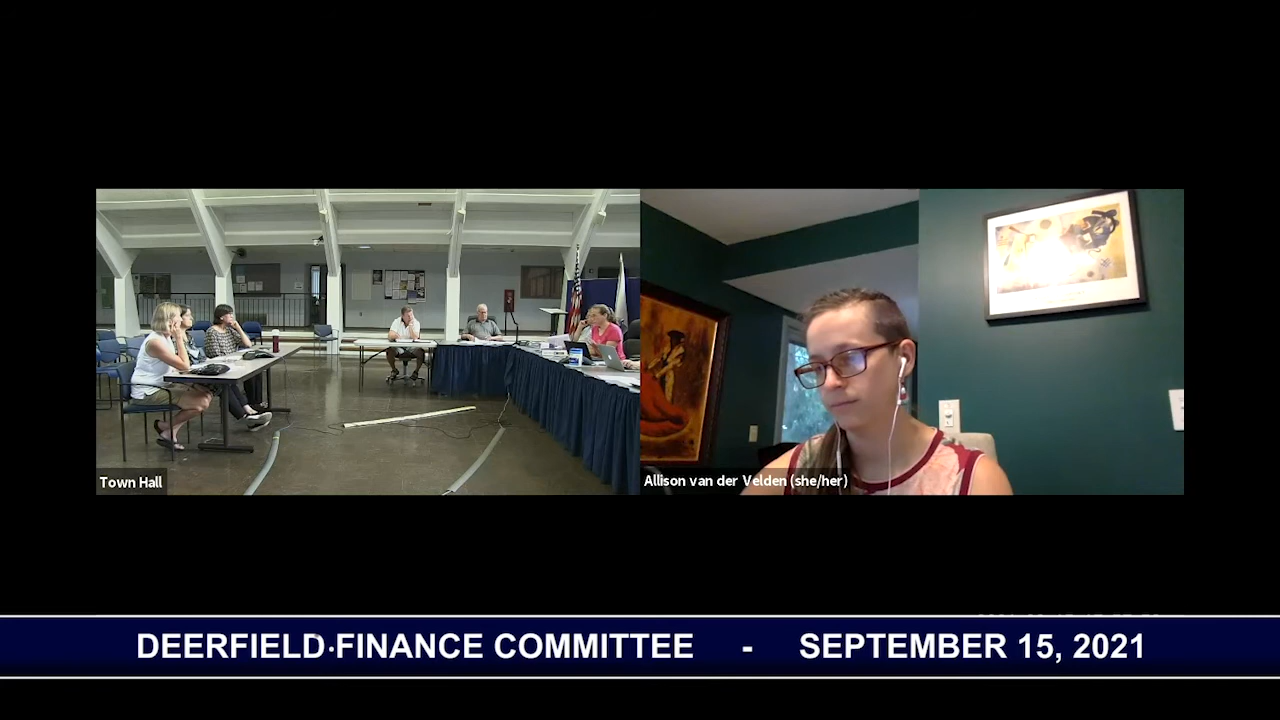 Town Hall
Allison van der Velden (she/her)
DEERFIELD·FINANCE COMMITTEE - SEPTEMBER 15, 2021